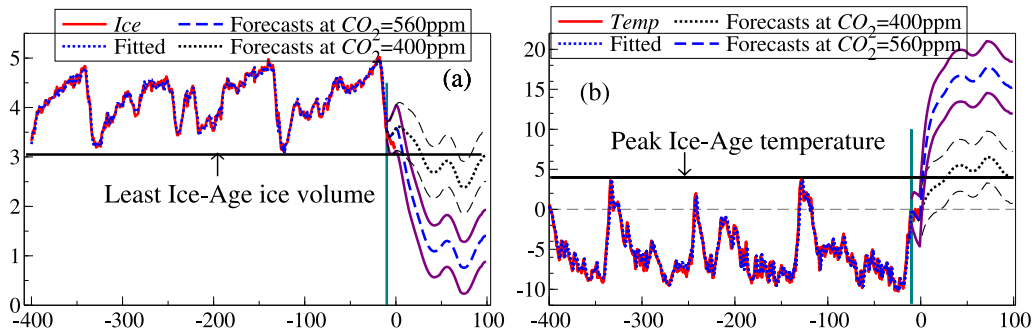 Ice Forecasts at CO2=560ppm
Fitted Forecasts at CO2=400ppm
(a)
Least Ice-Age ice volume
5
4
3
2
1
0
-400 -300 -200 -100 0 100
Temp Forecasts at CO2=400ppm
Fitted Forecasts at CO2=560ppm
(b)
Peak Ice-Age temperature
20
15
10
5
0
-5
-10
-400 -300 -200 -100 0 100